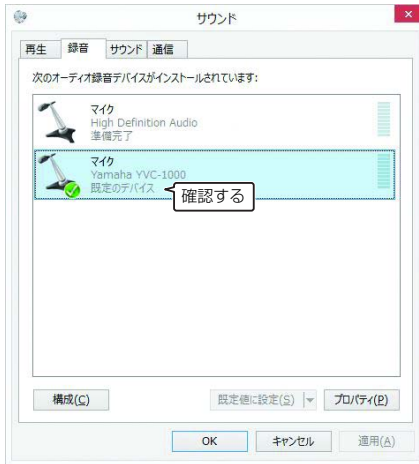 サウンド
再生 録音 サウンド 通信
次のオーディオ録音デバイスがインストールされています:
マイク
High Definition Audio
準備完了
マイク
Yamaha YVC-1000
既定のデバイス
確認する
構成(C) 既定値に設定(S) プロパティ(P)
OK キャンセル 適用(A)